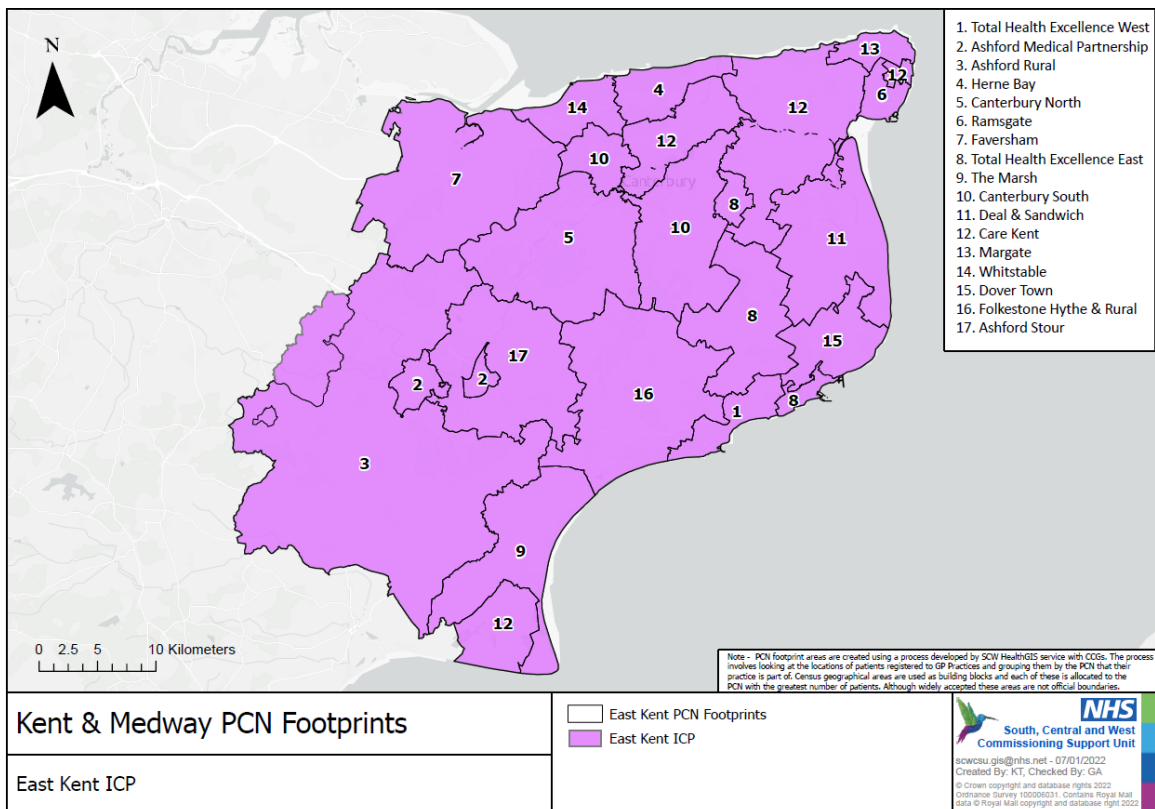 N
13
12
6
4
14
12
12
10
7
Canterbury
8
5
10
11
8
17
15
2
2
16
1
8
3
9
12
0 2.5 5 10 Kilometers
1. Total Health Excellence West
2. Ashford Medical Partnership
3. Ashford Rural
4. Herne Bay
5. Canterbury North
6. Ramsgate
7. Faversham
8. Total Health Excellence East
9. The Marsh
10. Canterbury South
11. Deal & Sandwich
12. Care Kent
13. Margate
14. Whitstable
15. Dover Town
16. Folkestone Hythe & Rural
17. Ashford Stour
Note - PCN footprint areas are created using a process developed by SCW HealthGIS service with CCGs. The process
involves looking at the locations of patients registered to GP Practices and grouping them by the PCN that their
practice is part of. Census geographical areas are used as building blocks and each of these is allocated to the
PCN with the greatest number of patients. Although widely accepted these areas are not official boundaries.
Kent & Medway PCN Footprints
East Kent ICP
East Kent PCN Footprints
East Kent ICP
NHS
South, Central and West
Commissioning Support Unit
scwcsu.gis@nhs.net - 07/01/2022
Created By: KT, Checked By: GA
© Crown copyright and database rights 2022
Ordnance Survey 100006031. Contains Royal Mail
data © Royal Mail copyright and database right 2022